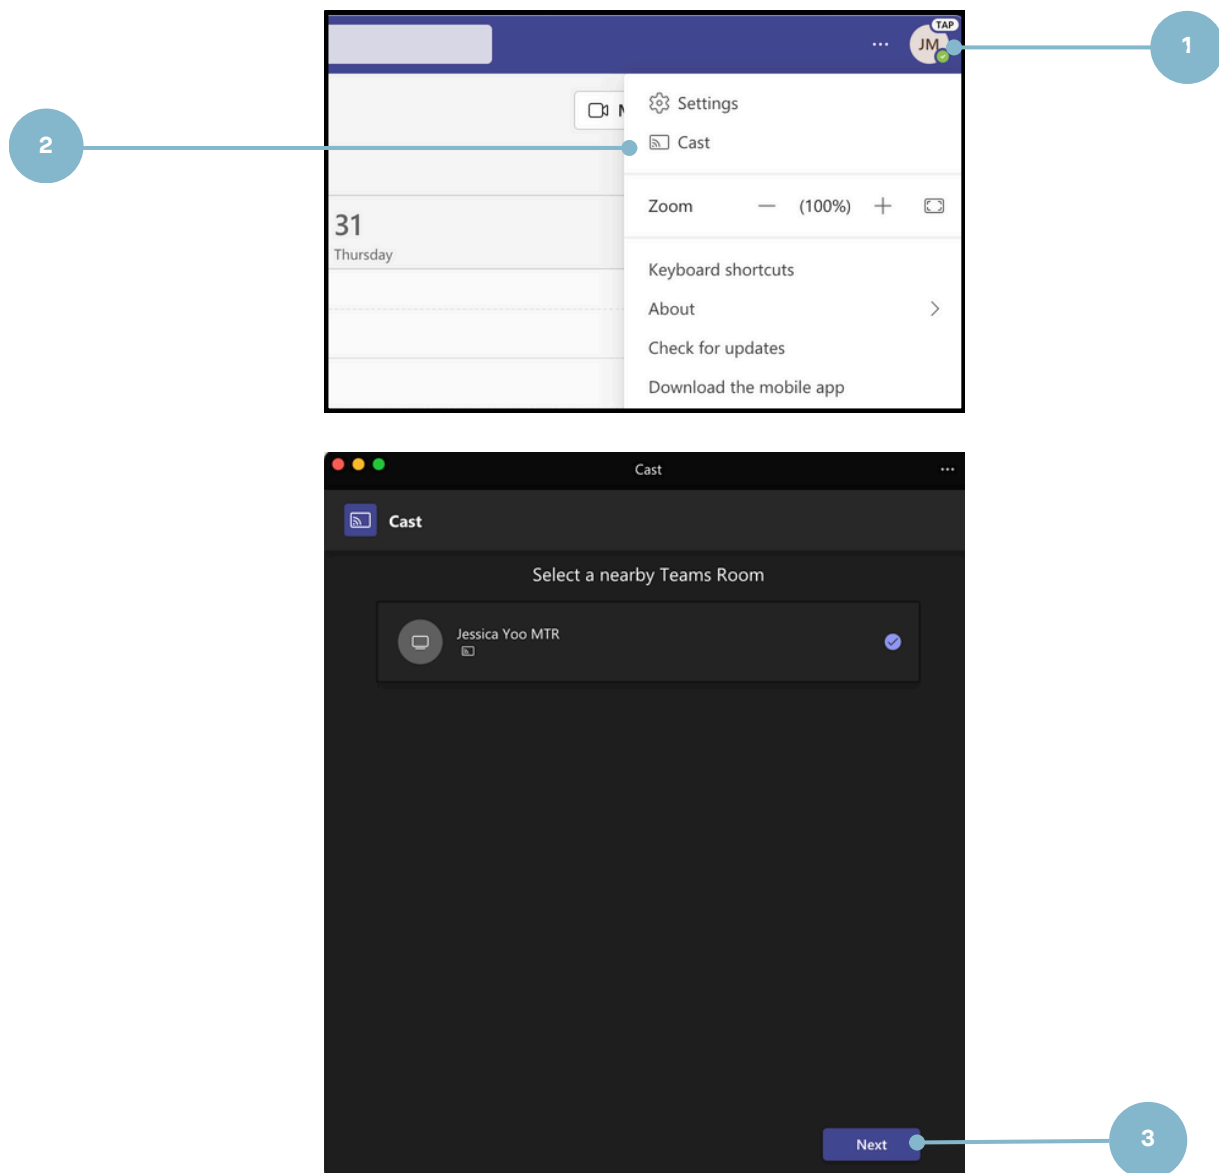 TAP
...
JM
1
Settings
2
Cast
Zoom — (100%) +
31
Thursday
Keyboard shortcuts
About
Check for updates
Download the mobile app
Cast
...
Cast
Select a nearby Teams Room
Jessica Yoo MTR
Next
3